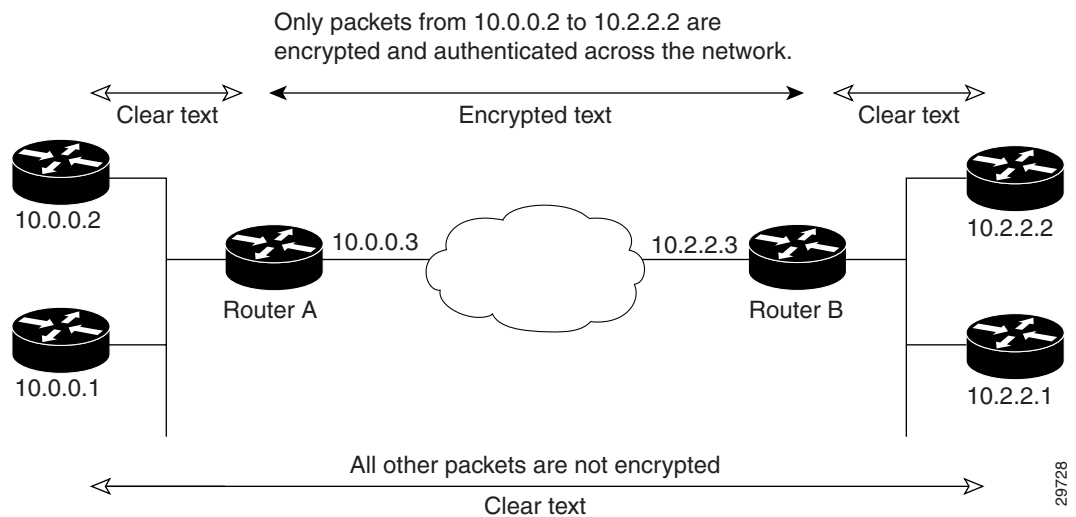 Only packets from 10.0.0.2 to 10.2.2.2 are
encrypted and authenticated across the network.
Clear text
Encrypted text
Clear text
10.0.0.2
10.2.2.2
10.0.0.3
10.2.2.3
Router A
Router B
10.0.0.1
10.2.2.1
All other packets are not encrypted
Clear text
29728